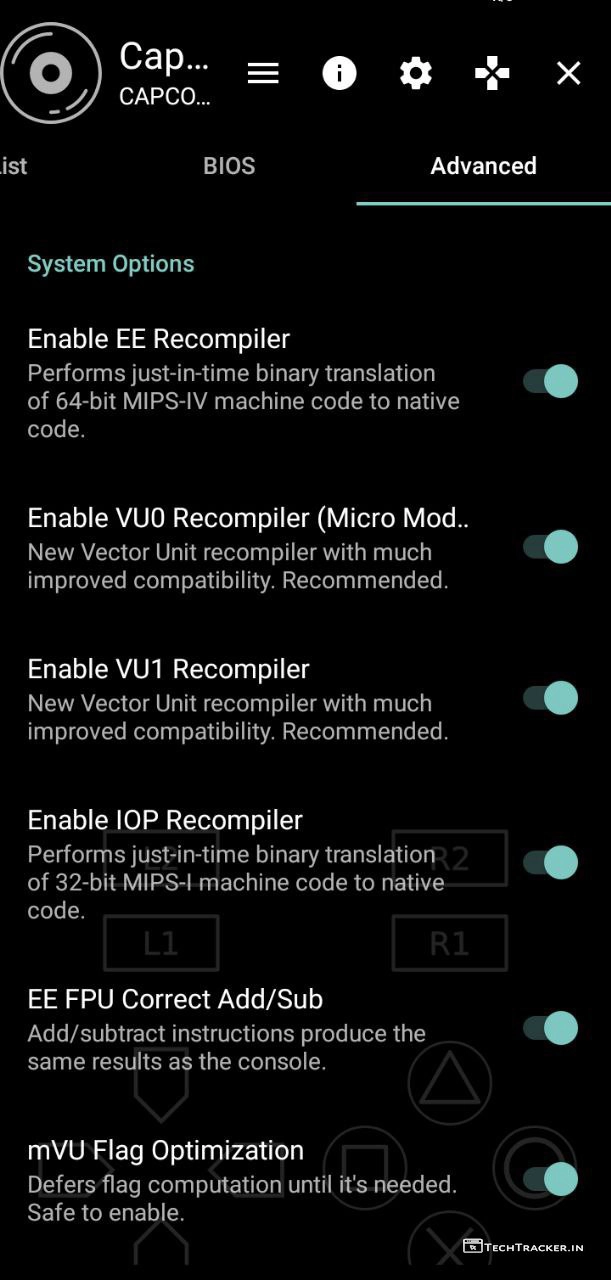 Cap...
CAPCO...
ist
BIOS
Advanced
System Options
Enable EE Recompiler
Performs just-in-time binary translation
of 64-bit MIPS-IV machine code to native
code.
Enable VU0 Recompiler (Micro Mod..
New Vector Unit recompiler with much
improved compatibility. Recommended.
Enable VU1 Recompiler
New Vector Unit recompiler with much
improved compatibility. Recommended.
Enable IOP Recompiler
Performs just-in-time binary translation
of 32-bit MIPS-I machine code to native
code.
L2
R2
L1
R1
EE FPU Correct Add/Sub
Add/subtract instructions produce the
same results as the console.
mVU Flag Optimization
Defers flag computation until it's needed.
Safe to enable.
TECHTRACKER.IN